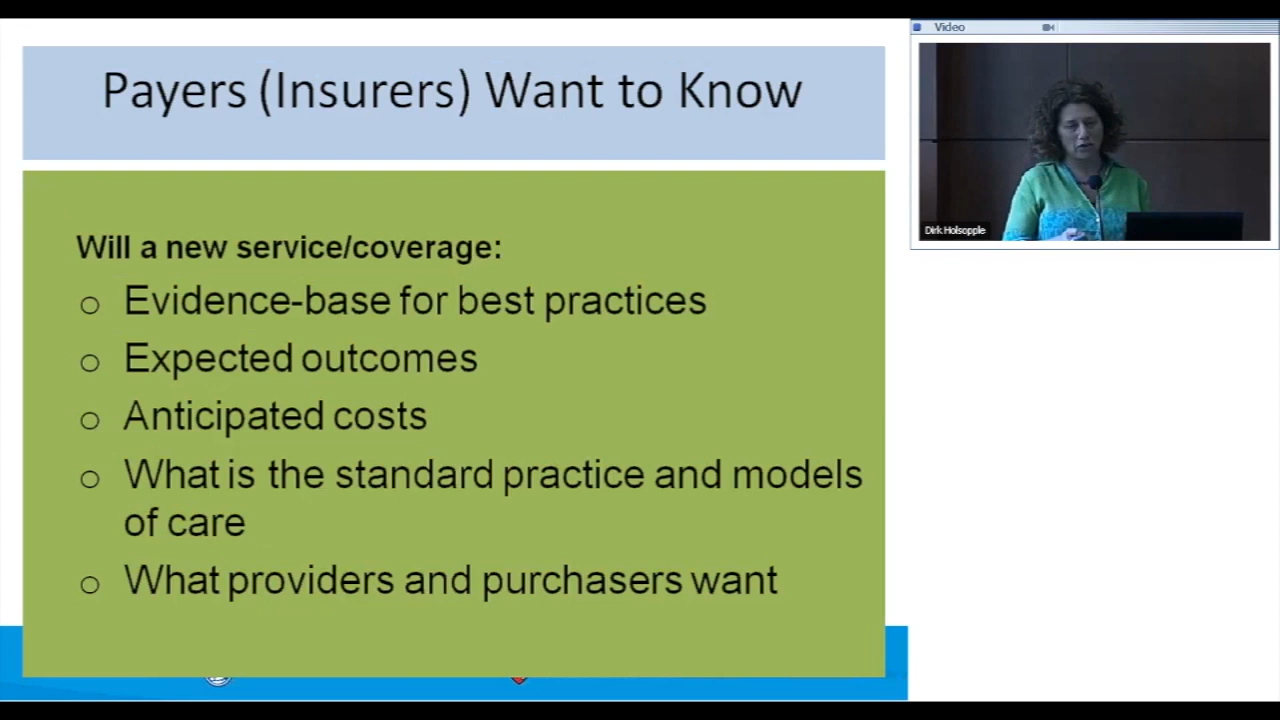 Payers (Insurers) Want to Know
Video
Dirk Holsopple
Will a new service/coverage:
o Evidence-base for best practices
o Expected outcomes
o Anticipated costs
o What is the standard practice and models
of care
o What providers and purchasers want